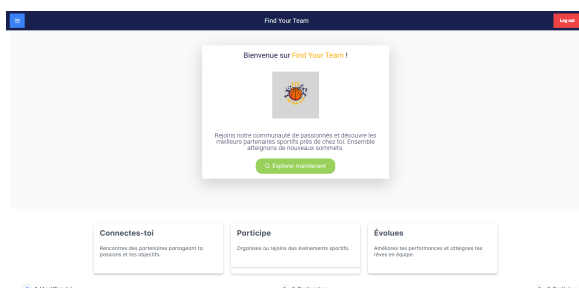 Find Your Team
Log out
Bienvenue sur Find Your Team !
Rejoins notre communauté de passionnés et découvre les
meilleurs partenaires sportifs près de chez toi. Ensemble
atteignons de nouveaux sommets.
Explorer maintenant
Connectes-toi
Rencontres des partenaires partageant ta
passions et tes objectifs.
Participe
Organises ou rejoins des événements sportifs.
Évolues
Améliores tes performances et atteignes tes
rêves en équipe.